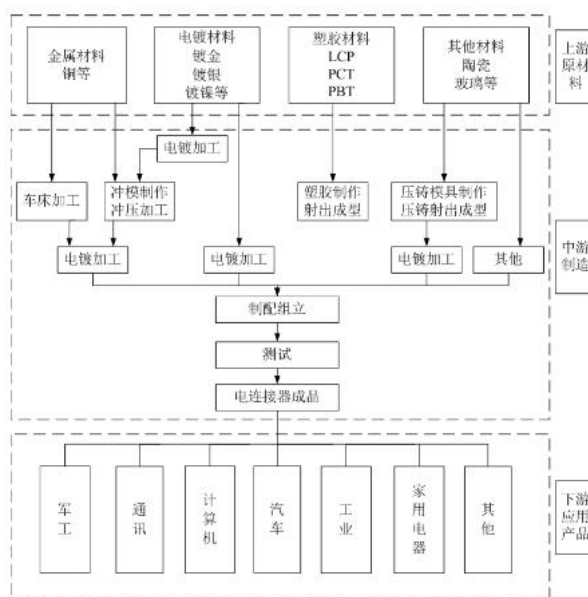 金属材料
铜等
电镀材料
镀金
镀银
镀镍等
塑胶材料
LCP
PCT
PBT
其他材料
陶瓷
玻璃等
上游
原材
料
电镀加工
车床加工
冲模制作
冲压加工
塑胶制作
射出成型
压铸模具制作
压铸射出成型
电镀加工
电镀加工
电镀加工
其他
中游
制造
制配组立
测试
电连接器成品
军工
通讯
计算机
汽车
工业
家用电器
其他
下游
应用
产品